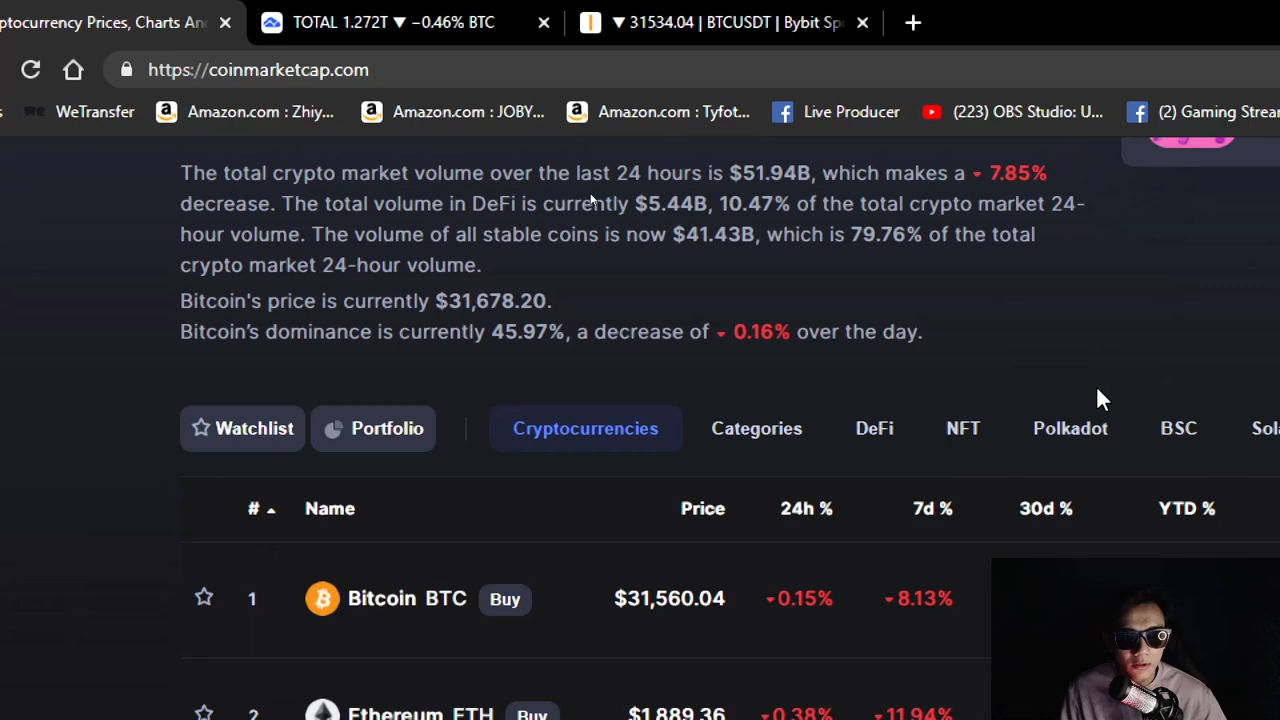 ptocurrency Prices, Charts An
TOTAL 1.272T ▼ −0.46% BTC
▼ 31534.04 | BTCUSDT | Bybit Sp
https://coinmarketcap.com
s
WeTransfer
Amazon.com : Zhiy...
Amazon.com : JOBY...
Amazon.com : Tyfot...
Live Producer
(223) OBS Studio: U...
(2) Gaming Strear
The total crypto market volume over the last 24 hours is $51.94B, which makes a ▾ 7.85%
decrease. The total volume in DeFi is currently $5.44B, 10.47% of the total crypto market 24-
hour volume. The volume of all stable coins is now $41.43B, which is 79.76% of the total
crypto market 24-hour volume.
Bitcoin's price is currently $31,678.20.
Bitcoin’s dominance is currently 45.97%, a decrease of ▾ 0.16% over the day.
Watchlist Portfolio Cryptocurrencies Categories DeFi NFT Polkadot BSC Sola
# ▴ Name Price 24h % 7d % 30d % YTD %
1 Bitcoin BTC Buy $31,560.04 ▾0.15% ▾8.13%
2 Ethereum ETH Buy $1,889.36 ▾0.38% ▾11.94%